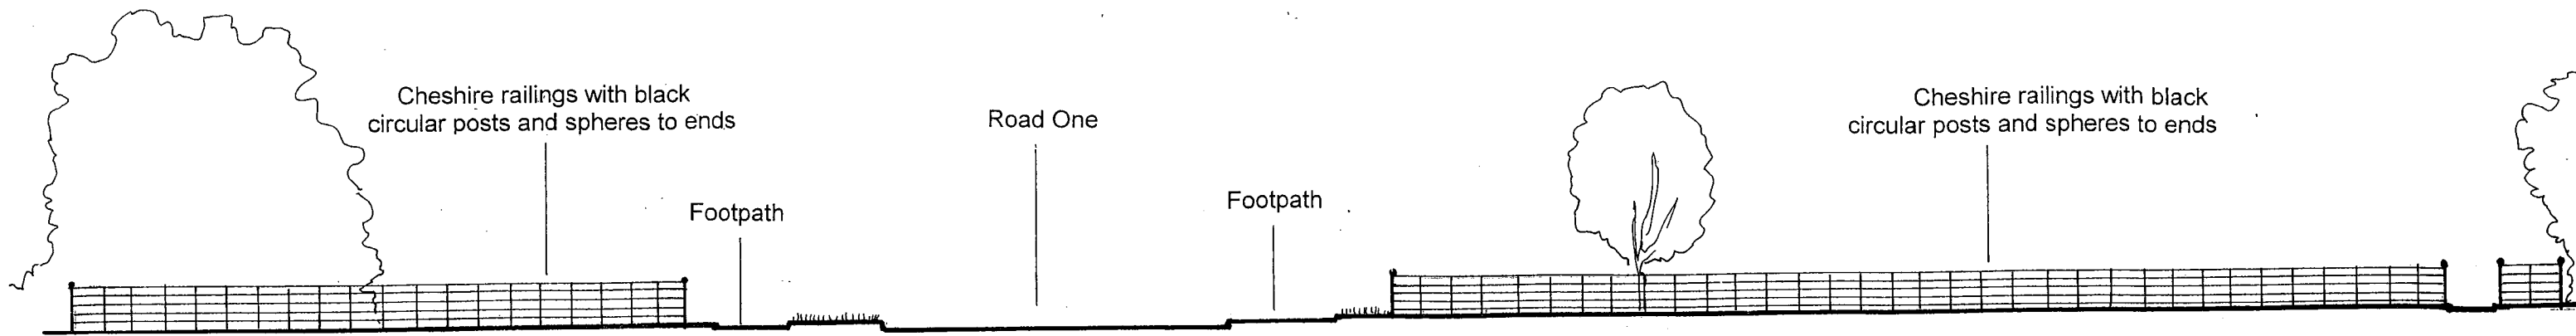 Cheshire railings with black
circular posts and spheres to ends
Footpath
Road One
Footpath
Cheshire railings with black
circular posts and spheres to ends